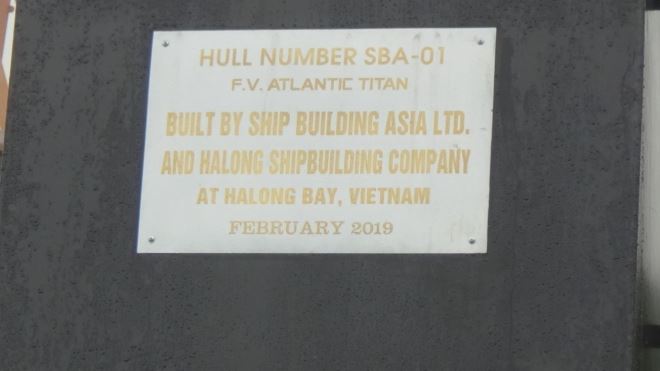 HULL NUMBER SBA-01
F.V. ATLANTIC TITAN
BUILT BY SHIP BUILDING ASIA LTD.
AND HALONG SHIPBUILDING COMPANY
AT HALONG BAY, VIETNAM
FEBRUARY 2019